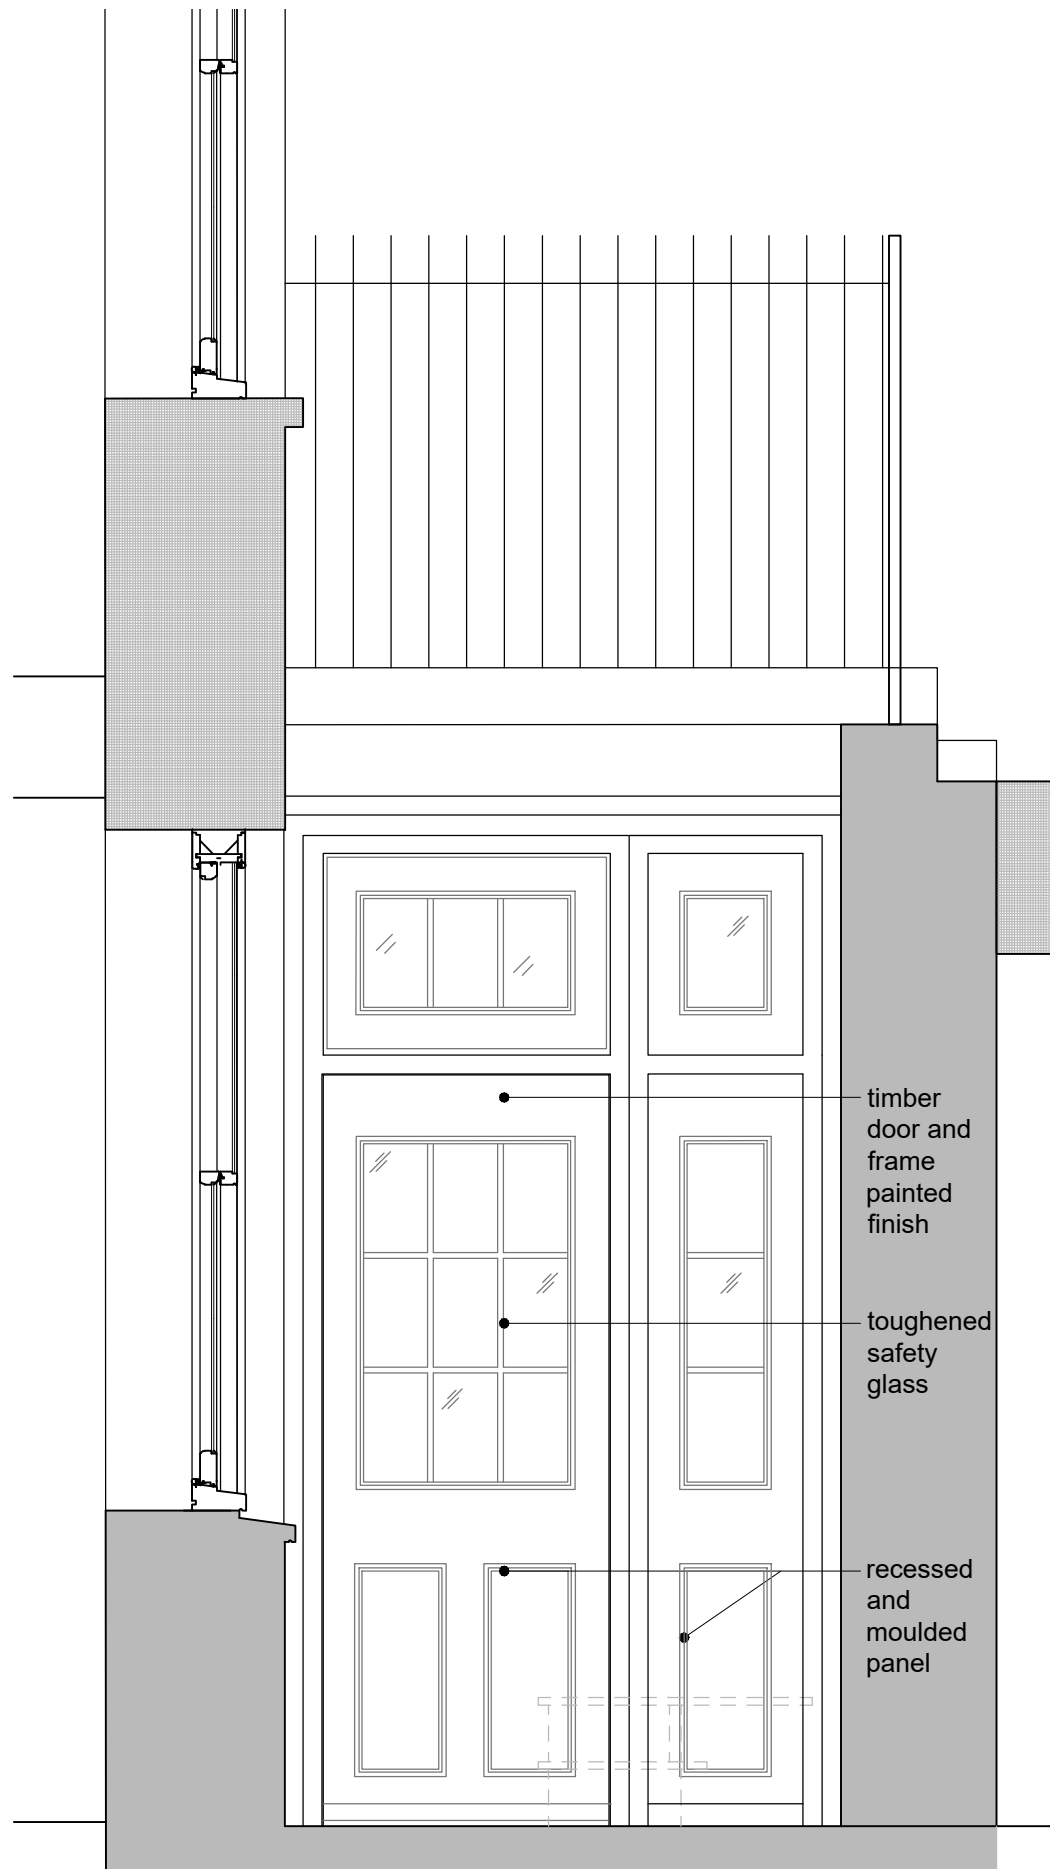 timber
door and
frame
painted
finish
toughened
safety
glass
recessed
and
moulded
panel